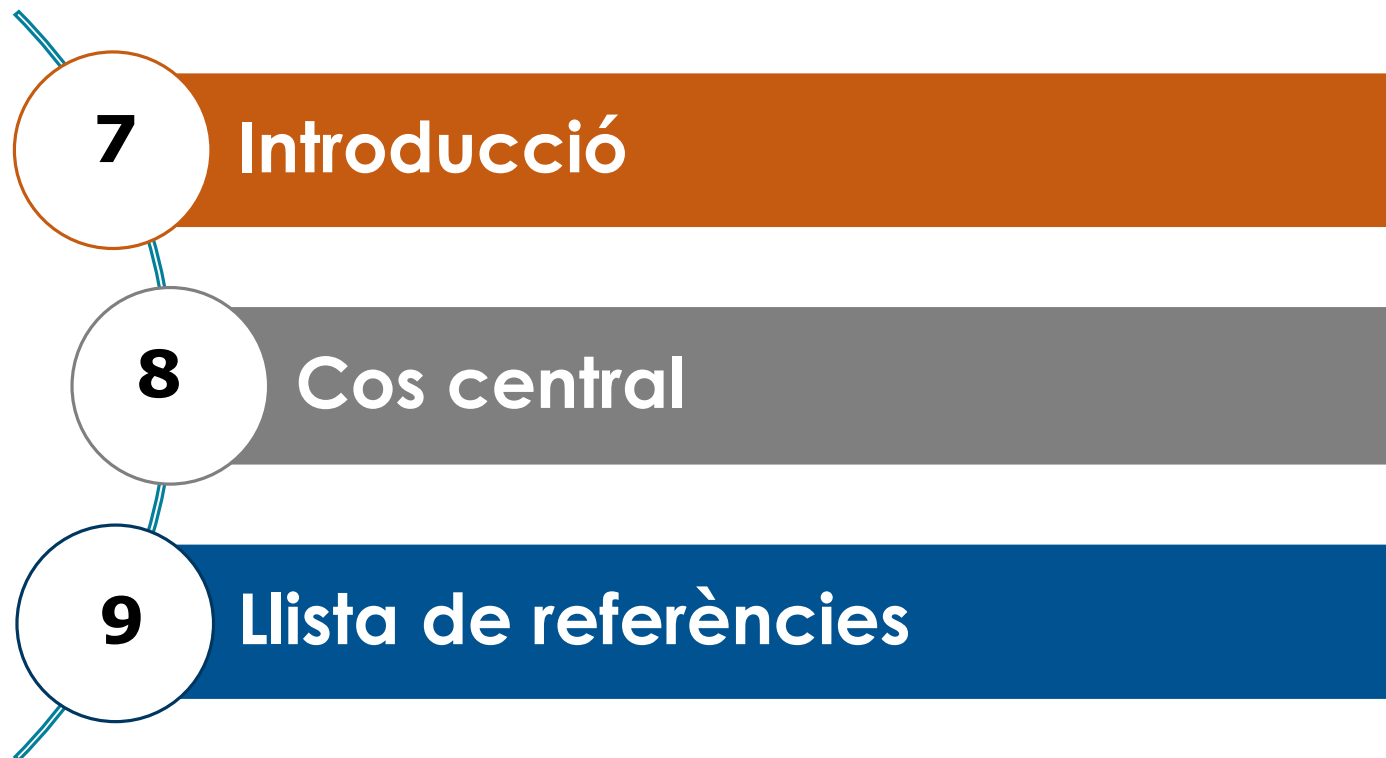 7 Introducció
8 Cos central
9 Llista de referències